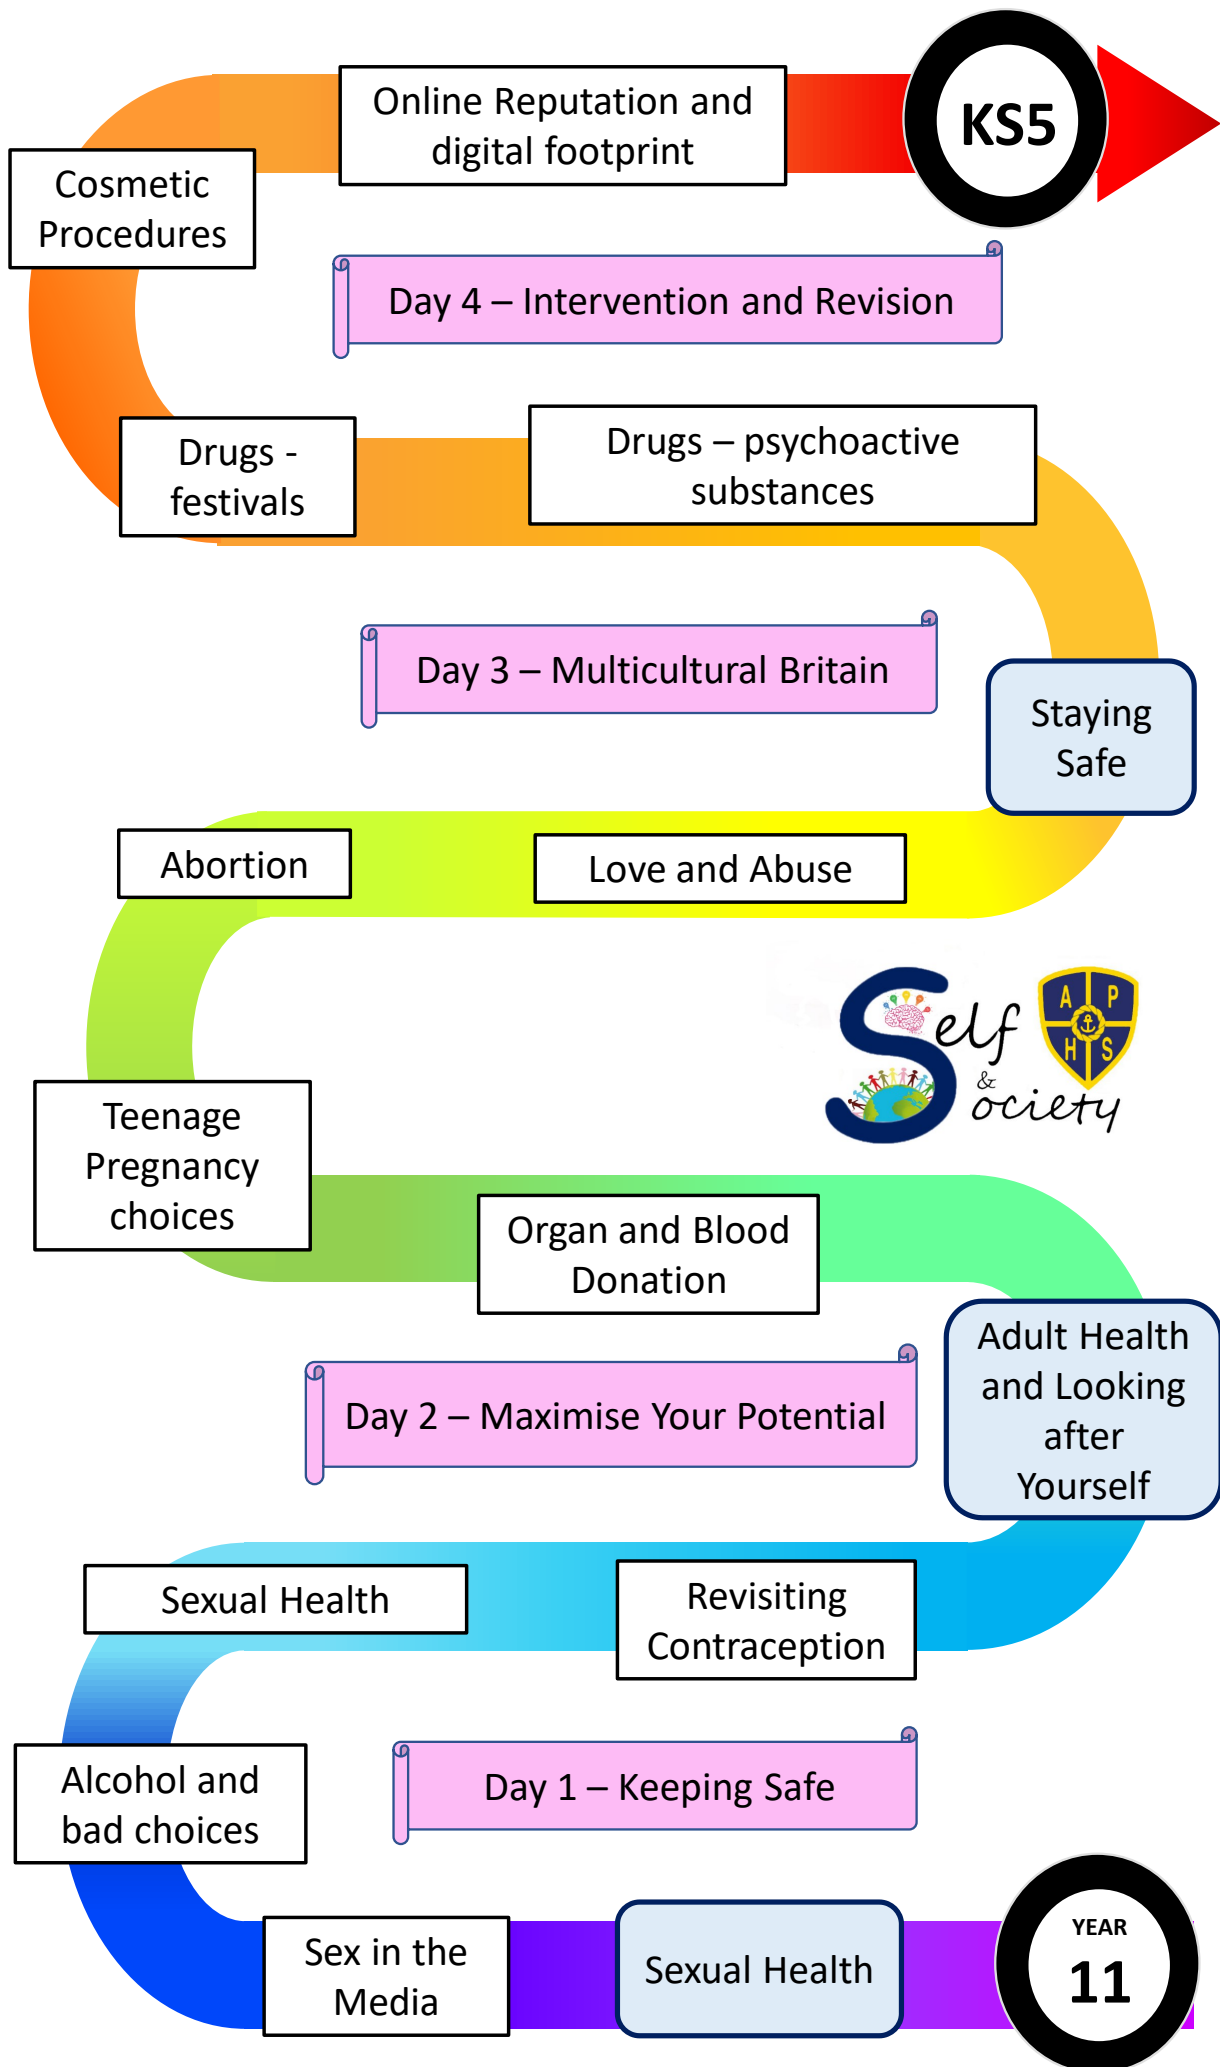 Online Reputation and
digital footprint
KS5
Cosmetic
Procedures
Day 4 – Intervention and Revision
Drugs -
festivals
Drugs – psychoactive
substances
Day 3 – Multicultural Britain
Staying
Safe
Abortion
Love and Abuse
Self
&
Society
A P
H S
Teenage
Pregnancy
choices
Organ and Blood
Donation
Adult Health
and Looking
after
Yourself
Day 2 – Maximise Your Potential
Sexual Health
Revisiting
Contraception
Alcohol and
bad choices
Day 1 – Keeping Safe
Sex in the
Media
Sexual Health
YEAR
11